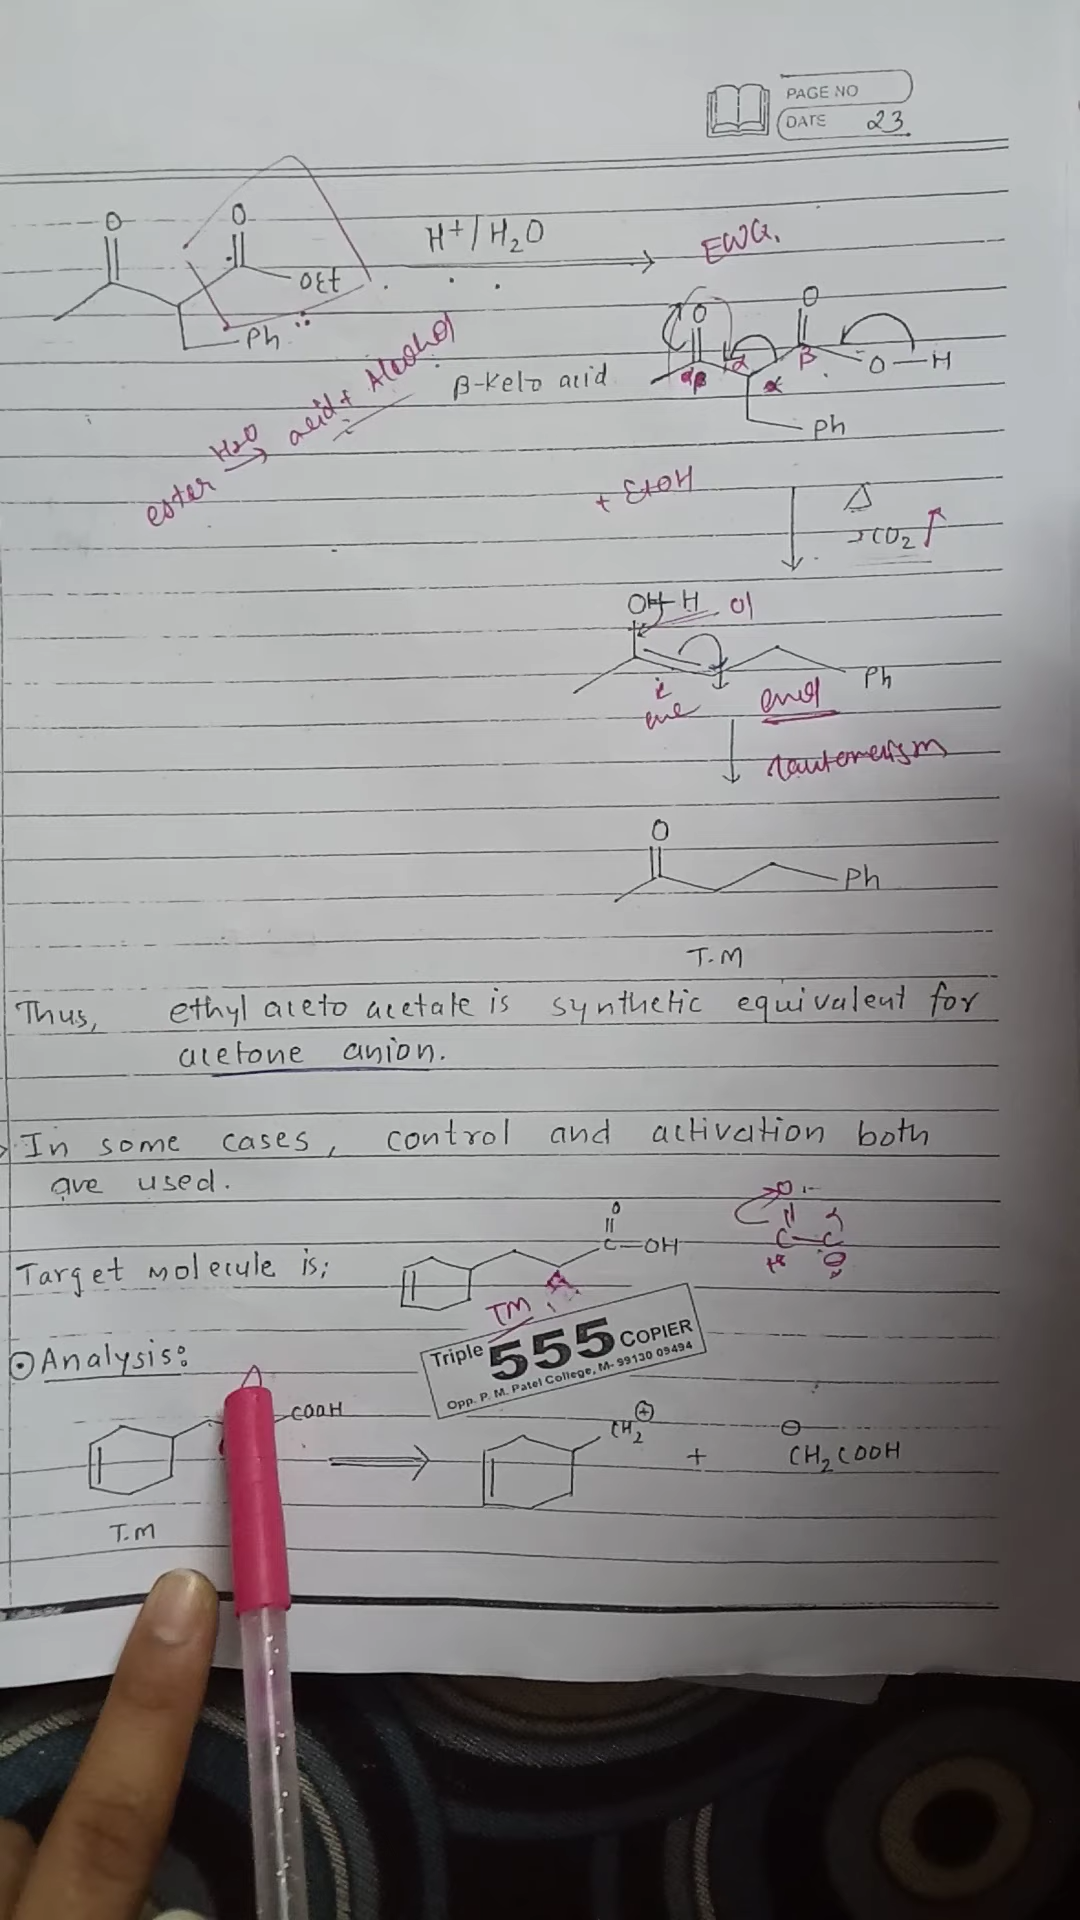 PAGE NO
DATE 23
O O
H+/H2O
EWG,
OEt
Ph
O O
α β O-H
αβ α
β-keto acid
Ph
ester H2O → acid + Alcohol
+ EtOH
Δ
CO2 ↑
OH H ol
Ph
ene enol
tautomerism
O
Ph
T.M
Thus, ethyl aceto acetate is synthetic equivalent for
acetone anion.
In some cases, control and activation both
are used.
O
C-OH
O
C-C
Target molecule is;
TM
Triple 555 COPIER
Opp. P. M. Patel College, M- 99130 09494
Analysis:
COOH
CH2 ⊕ + ⊖ CH2COOH
T.M